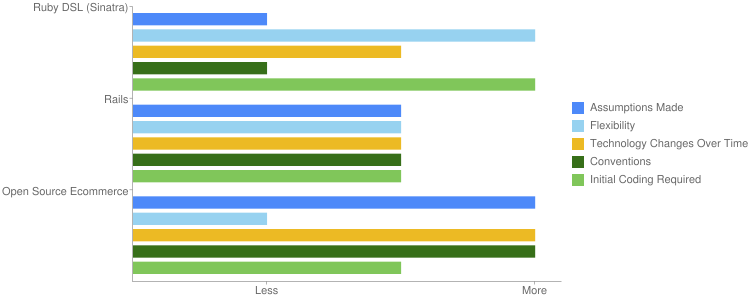 Ruby DSL (Sinatra)
Rails
Open Source Ecommerce
Less
More
Assumptions Made
Flexibility
Technology Changes Over Time
Conventions
Initial Coding Required